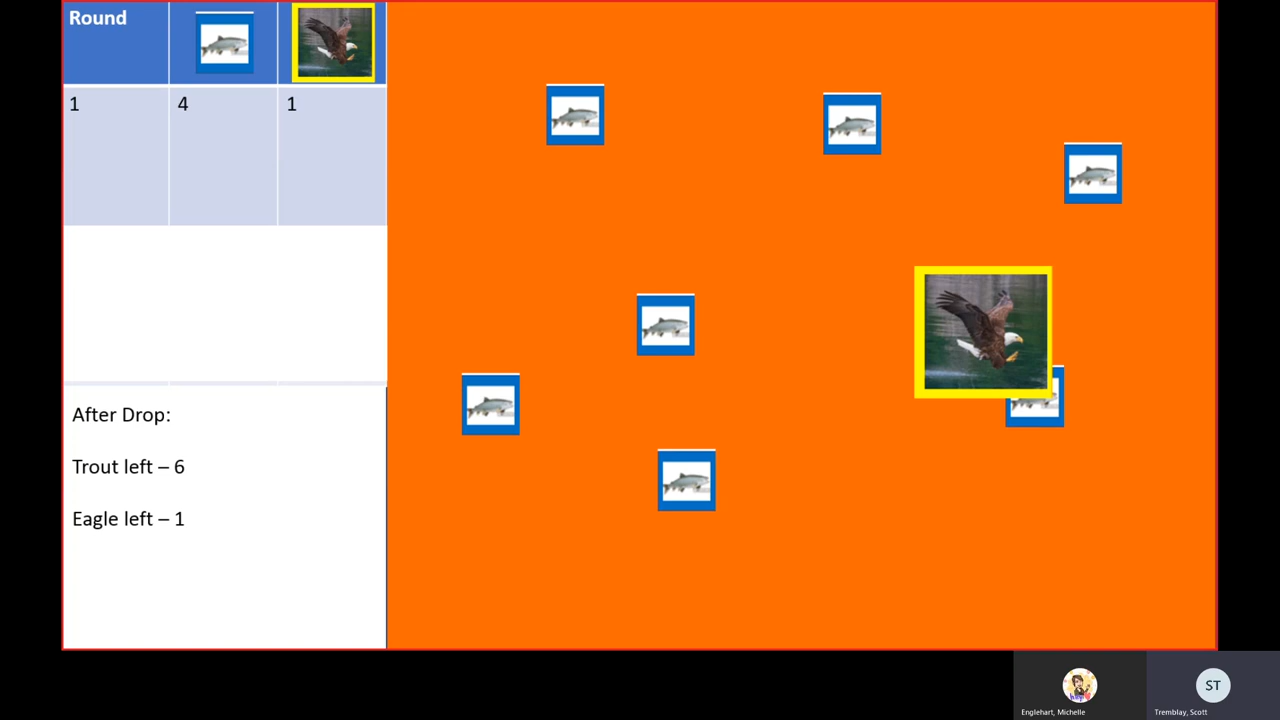 Round
1 4 1
After Drop:
Trout left – 6
Eagle left – 1
Englehart, Michelle
ST
Tremblay, Scott